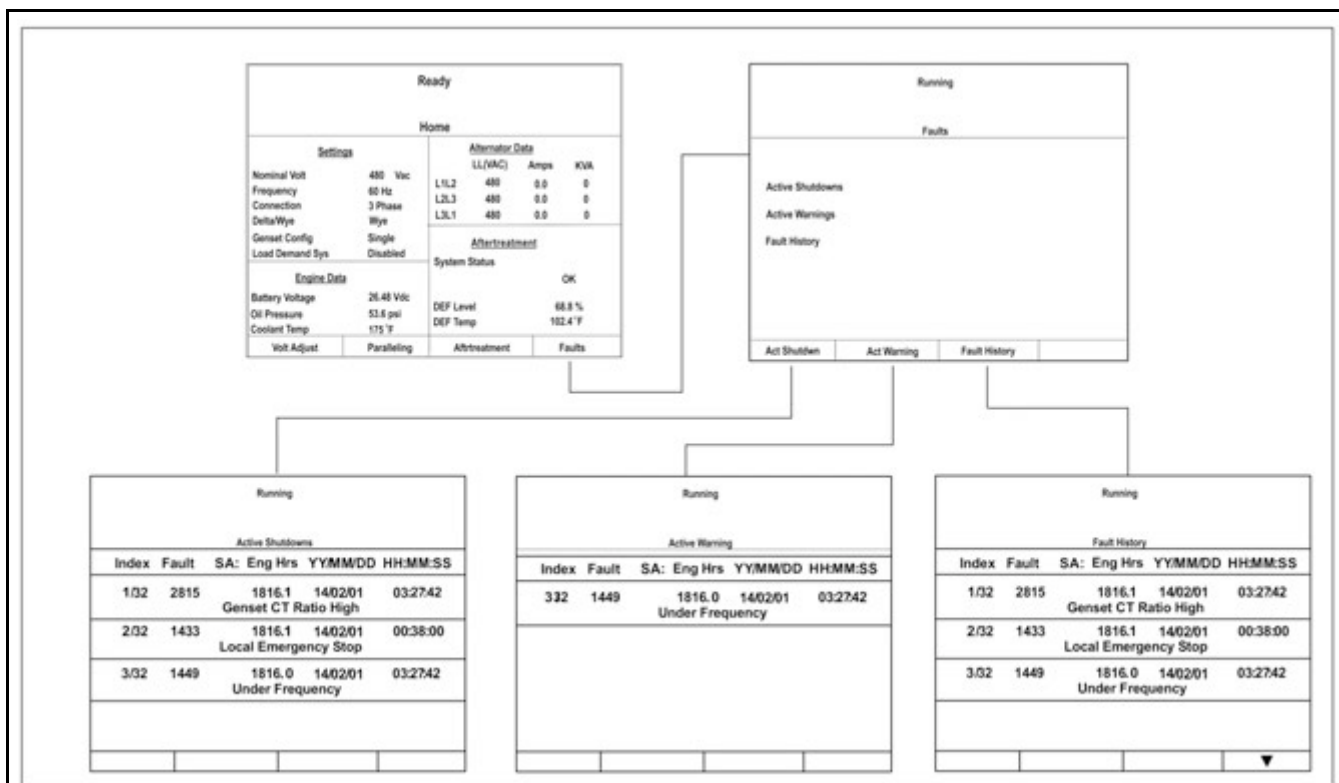 Ready
Home
Settings
Nominal Volt 480 Vac
Frequency 60 Hz
Connection 3 Phase
Delta/Wye Wye
Genset Config Single
Load Demand Sys Disabled
Engine Data
Battery Voltage 26.48 Vdc
Oil Pressure 53.6 psi
Coolant Temp 175 °F
Alternator Data
LL(VAC) Amps KVA
L1L2 480 0.0 0
L2L3 480 0.0 0
L3L1 480 0.0 0
Aftertreatment
System Status
OK
DEF Level 68.8 %
DEF Temp 102.4 °F
Volt Adjust Paralleling Aftrtreatment Faults
Running
Faults
Active Shutdowns
Active Warnings
Fault History
Act Shutdwn Act Warning Fault History
Running
Active Shutdowns
Index Fault SA: Eng Hrs YY/MM/DD HH:MM:SS
1/32 2815 1816.1 14/02/01 03:27:42
Genset CT Ratio High
2/32 1433 1816.1 14/02/01 00:38:00
Local Emergency Stop
3/32 1449 1816.0 14/02/01 03:27:42
Under Frequency
Running
Active Warning
Index Fault SA: Eng Hrs YY/MM/DD HH:MM:SS
332 1449 1816.0 14/02/01 03:27:42
Under Frequency
Running
Fault History
Index Fault SA: Eng Hrs YY/MM/DD HH:MM:SS
1/32 2815 1816.1 14/02/01 03:27:42
Genset CT Ratio High
2/32 1433 1816.1 14/02/01 00:38:00
Local Emergency Stop
3/32 1449 1816.0 14/02/01 03:27:42
Under Frequency